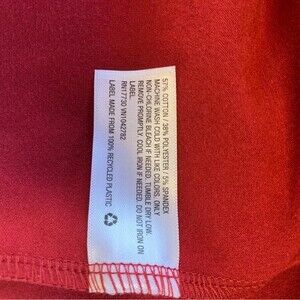 57% COTTON / 38% POLYESTER / 5% SPANDEX
MACHINE WASH COLD WITH LIKE COLORS. ONLY
NON-CHLORINE BLEACH IF NEEDED. TUMBLE DRY LOW.
REMOVE PROMPTLY. COOL IRON IF NEEDED. DO NOT IRON ON
LABEL.
RN17730 VN1042782
LABEL MADE FROM 100% RECYCLED PLASTIC